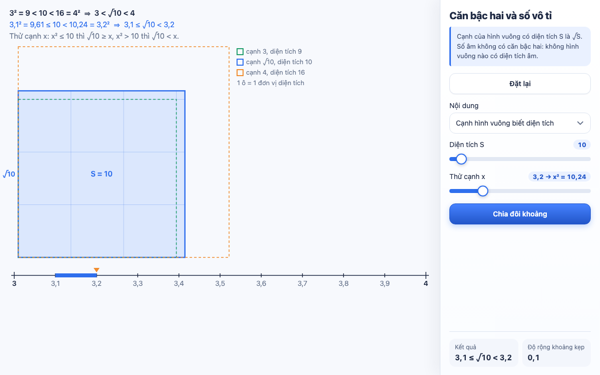 3² = 9 < 10 < 16 = 4² ⇒ 3 < √10 < 4
3,1² = 9,61 ≤ 10 < 10,24 = 3,2² ⇒ 3,1 ≤ √10 < 3,2
Thử cạnh x: x² ≤ 10 thì √10 ≥ x, x² > 10 thì √10 < x.
cạnh 3, diện tích 9
cạnh √10, diện tích 10
cạnh 4, diện tích 16
1 ô = 1 đơn vị diện tích
√10
S = 10
3 3,1 3,2 3,3 3,4 3,5 3,6 3,7 3,8 3,9 4
Căn bậc hai và số vô tỉ
Cạnh của hình vuông có diện tích S là √S.
Số âm không có căn bậc hai: không hình
vuông nào có diện tích âm.
Đặt lại
Nội dung
Cạnh hình vuông biết diện tích
Diện tích S 10
Thử cạnh x 3,2 → x² = 10,24
Chia đôi khoảng
Kết quả
3,1 ≤ √10 < 3,2
Độ rộng khoảng kẹp
0,1